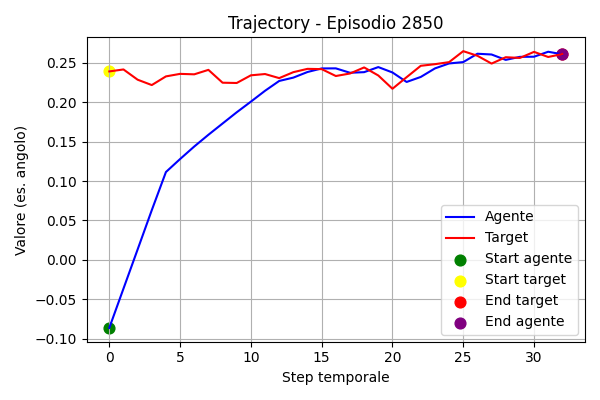 Trajectory - Episodio 2850
Valore (es. angolo)
0.25
0.20
0.15
0.10
0.05
0.00
−0.05
−0.10
0 5 10 15 20 25 30
Step temporale
Agente
Target
Start agente
Start target
End target
End agente